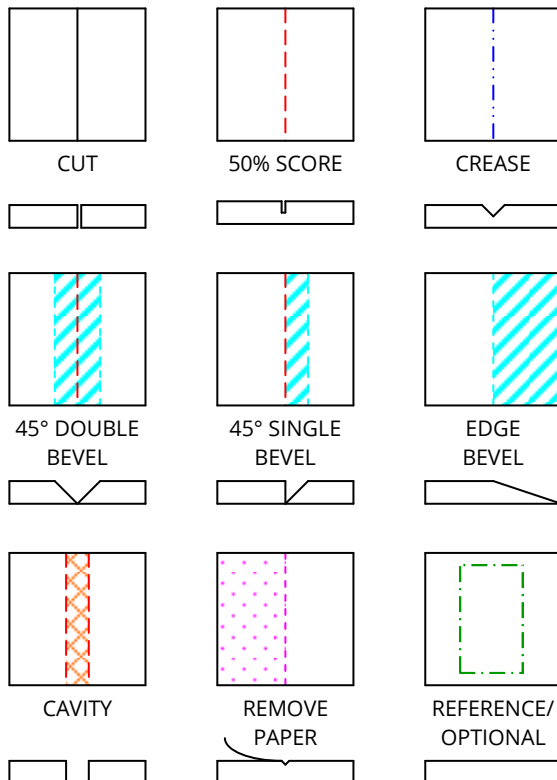 CUT
50% SCORE
CREASE
45° DOUBLE
BEVEL
45° SINGLE
BEVEL
EDGE
BEVEL
CAVITY
REMOVE
PAPER
REFERENCE/
OPTIONAL